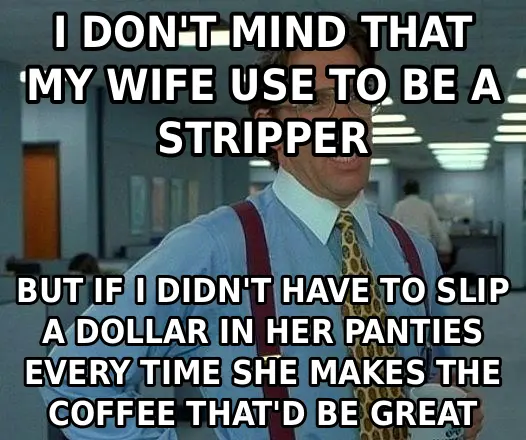 I DON'T MIND THAT
MY WIFE USE TO BE A
STRIPPER
BUT IF I DIDN'T HAVE TO SLIP
A DOLLAR IN HER PANTIES
EVERY TIME SHE MAKES THE
COFFEE THAT'D BE GREAT